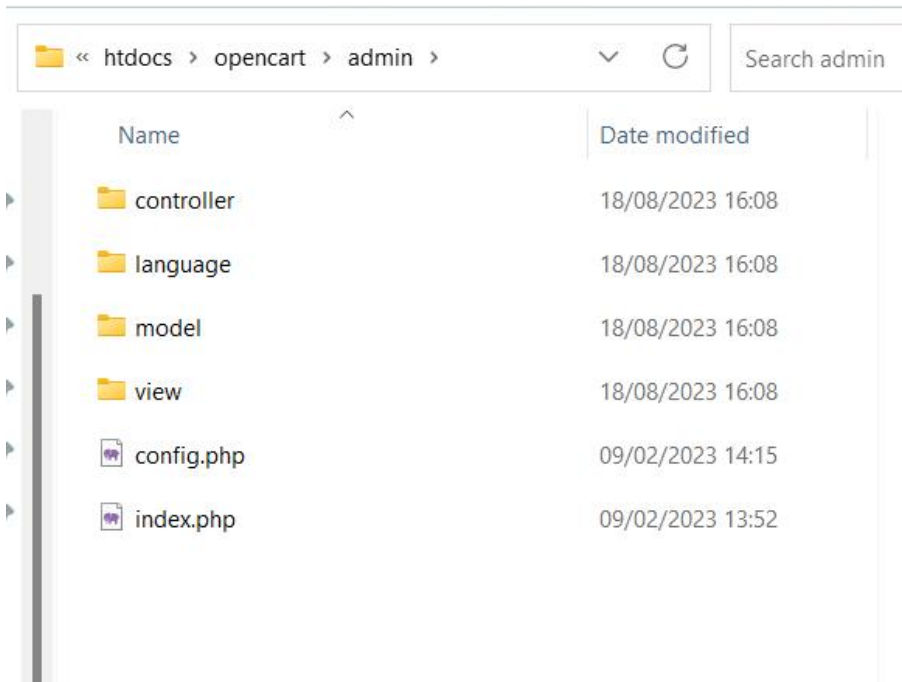 « htdocs > opencart > admin > Search admin
Name Date modified
controller 18/08/2023 16:08
language 18/08/2023 16:08
model 18/08/2023 16:08
view 18/08/2023 16:08
config.php 09/02/2023 14:15
index.php 09/02/2023 13:52